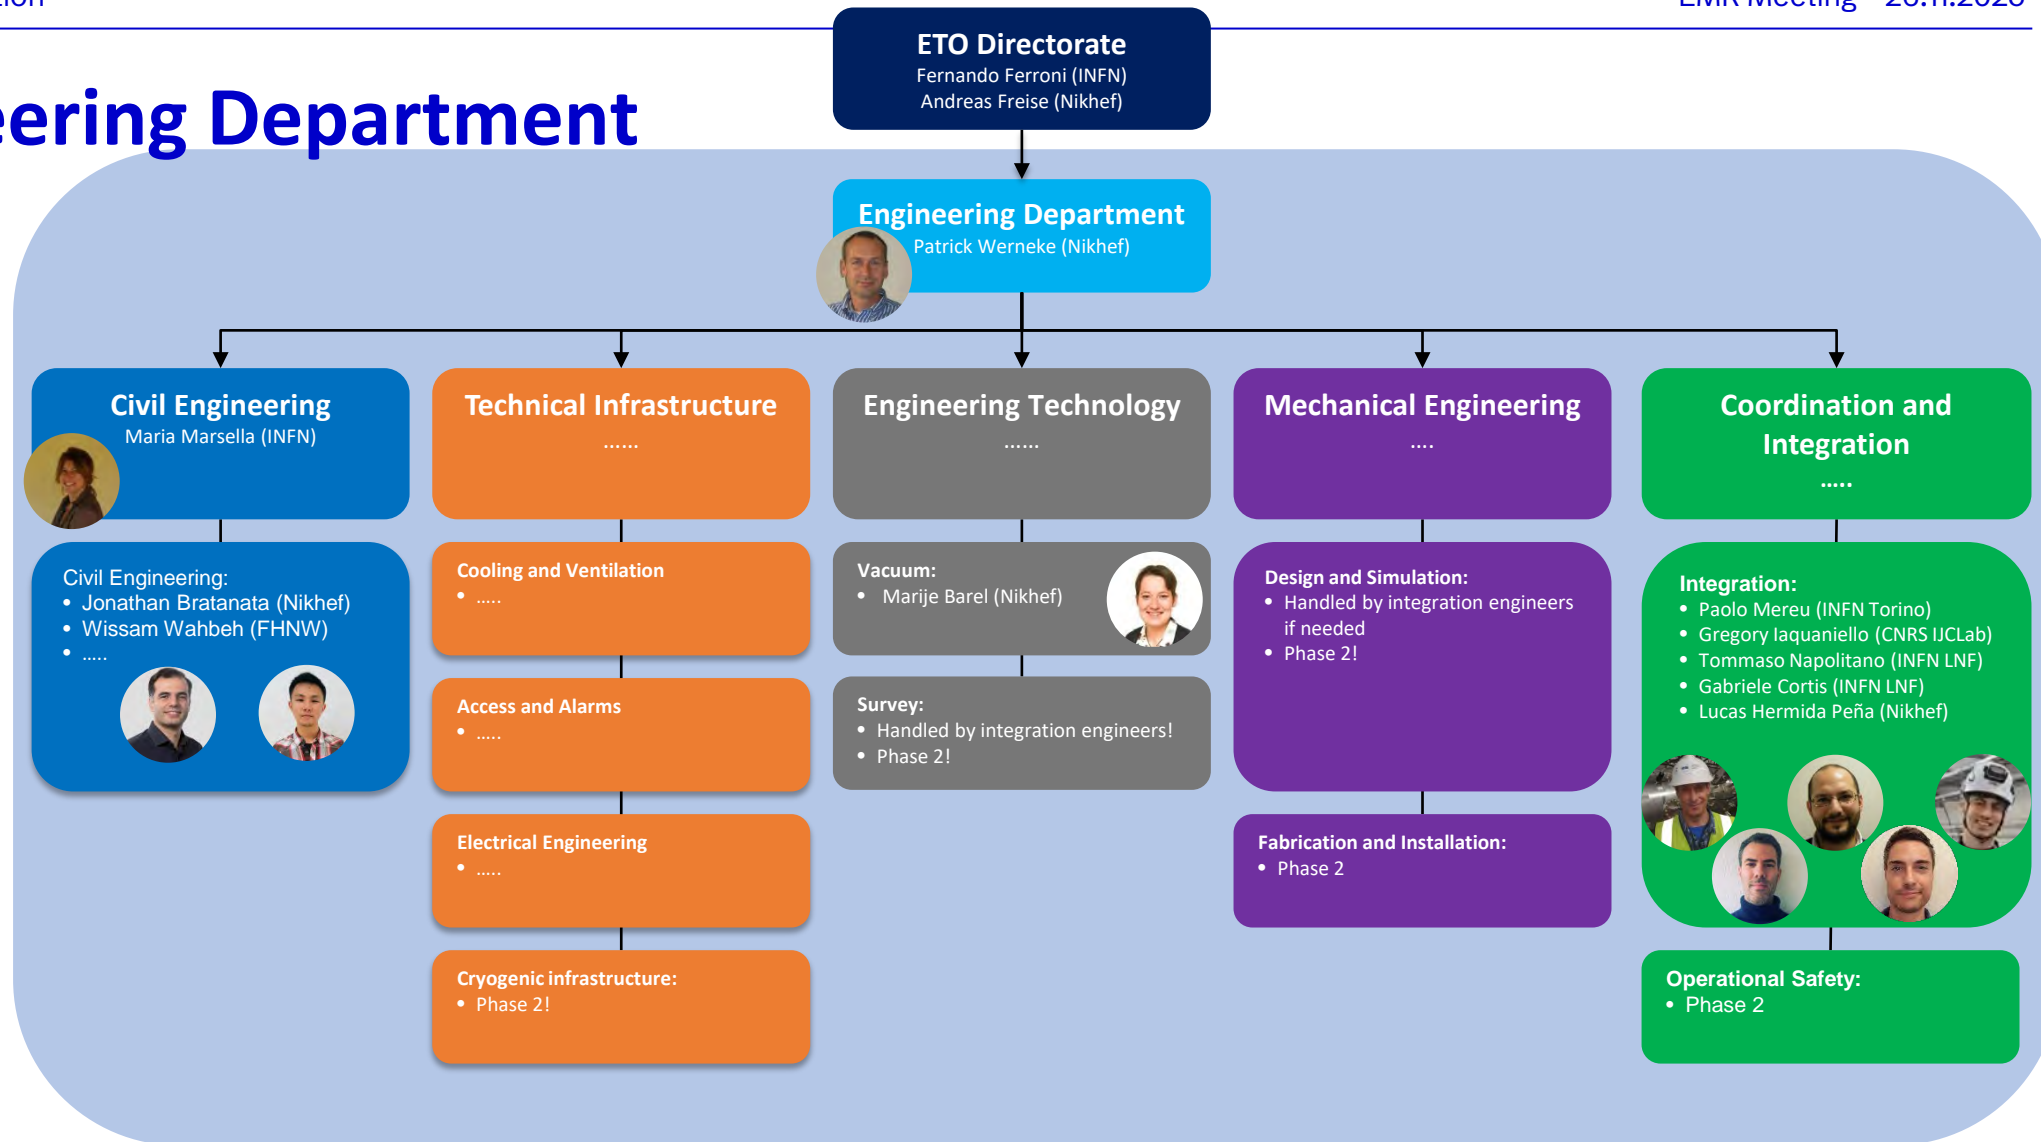 ETO Directorate
Fernando Ferroni (INFN)
Andreas Freise (Nikhef)
Department
Engineering Department
Patrick Werneke (Nikhef)
Civil Engineering
Maria Marsella (INFN)
Technical Infrastructure
......
Engineering Technology
......
Mechanical Engineering
....
Coordination and
Integration
.....
Civil Engineering:
• Jonathan Bratanata (Nikhef)
• Wissam Wahbeh (FHNW)
• .....
Cooling and Ventilation
• .....
Access and Alarms
• .....
Electrical Engineering
• .....
Cryogenic infrastructure:
• Phase 2!
Vacuum:
• Marije Barel (Nikhef)
Survey:
• Handled by integration engineers!
• Phase 2!
Design and Simulation:
• Handled by integration engineers
if needed
• Phase 2!
Fabrication and Installation:
• Phase 2
Integration:
• Paolo Mereu (INFN Torino)
• Gregory Iaquaniello (CNRS IJCLab)
• Tommaso Napolitano (INFN LNF)
• Gabriele Cortis (INFN LNF)
• Lucas Hermida Peña (Nikhef)
Operational Safety:
• Phase 2